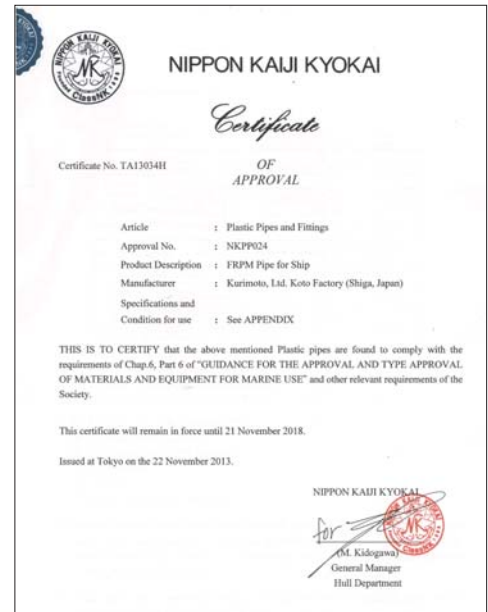 NIPPON KAIJI KYOKAI
Certificate
Certificate No. TA13034H
OF
APPROVAL
Article : Plastic Pipes and Fittings
Approval No. : NKPP024
Product Description : FRPM Pipe for Ship
Manufacturer : Kurimoto, Ltd. Koto Factory (Shiga, Japan)
Specifications and
Condition for use : See APPENDIX
THIS IS TO CERTIFY that the above mentioned Plastic pipes are found to comply with the
requirements of Chap.6, Part 6 of "GUIDANCE FOR THE APPROVAL AND TYPE APPROVAL
OF MATERIALS AND EQUIPMENT FOR MARINE USE" and other relevant requirements of the
Society.
This certificate will remain in force until 21 November 2018.
Issued at Tokyo on the 22 November 2013.
NIPPON KAIJI KYOKAI
for
(M. Kidogawa)
General Manager
Hull Department